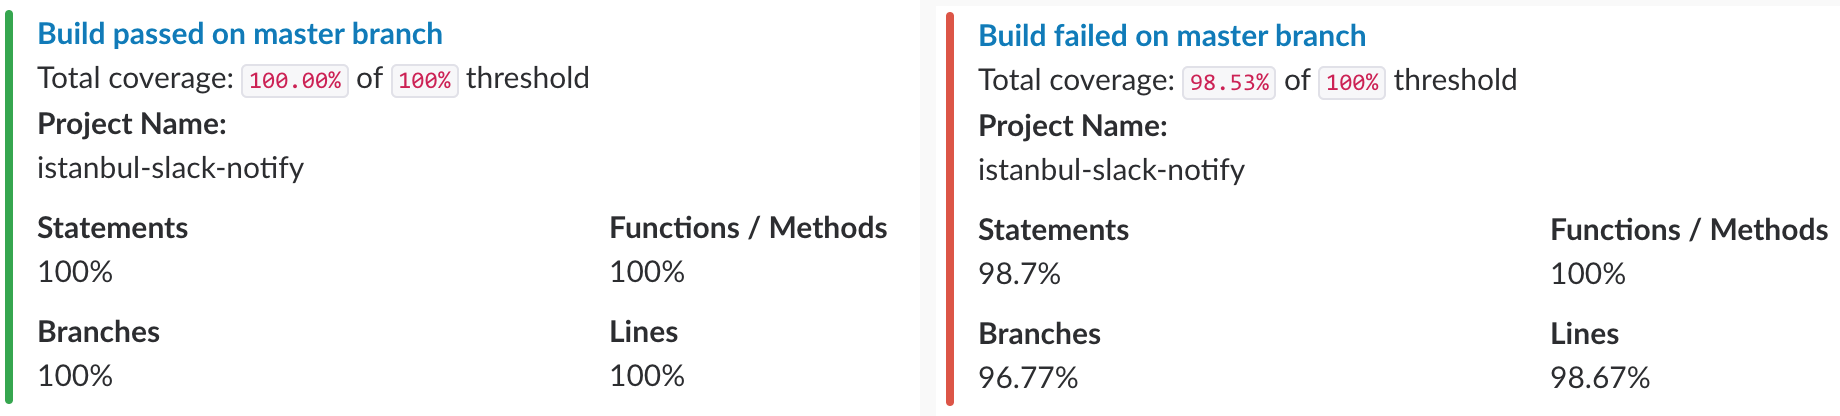 Build passed on master branch
Total coverage: 100.00% of 100% threshold
Project Name:
istanbul-slack-notify
Statements
100%
Functions / Methods
100%
Branches
100%
Lines
100%
Build failed on master branch
Total coverage: 98.53% of 100% threshold
Project Name:
istanbul-slack-notify
Statements
98.7%
Functions / Methods
100%
Branches
96.77%
Lines
98.67%